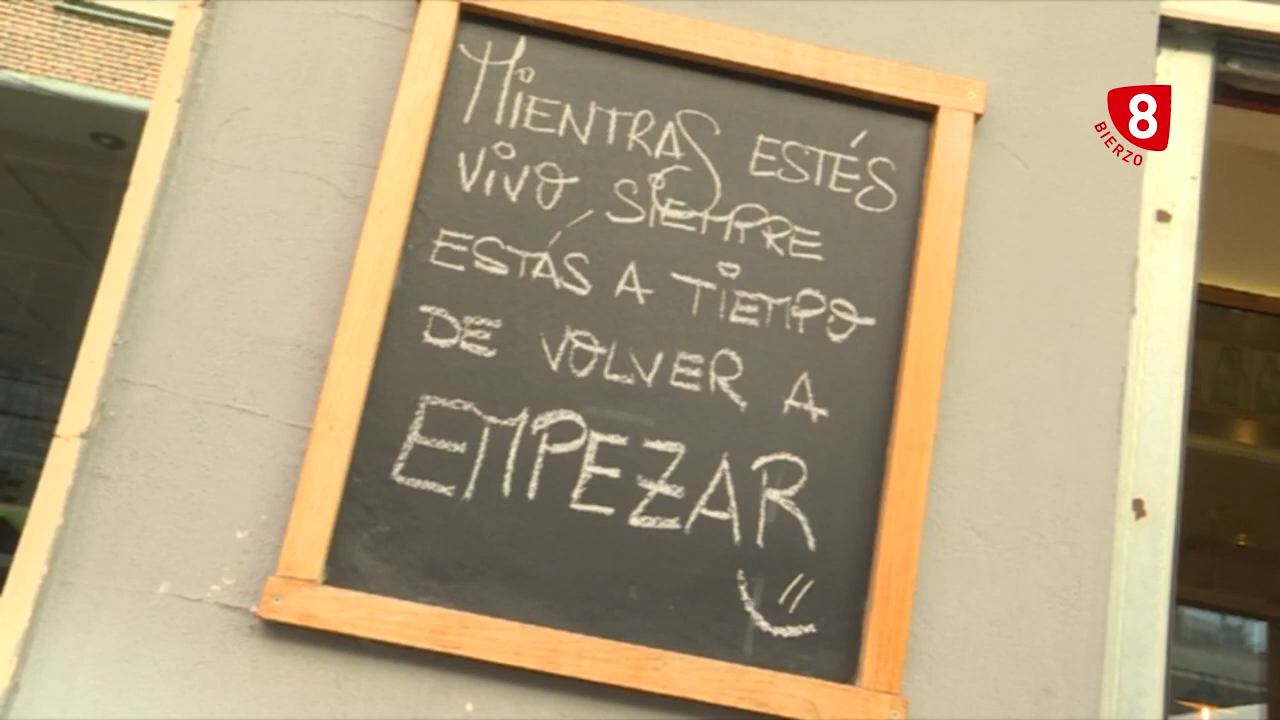 MiENTRAS ESTÉS
ViVO SiEMPRE
ESTÁS A TiEMPO
DE VOLVER A
EMPEZAR
8
BIERZO